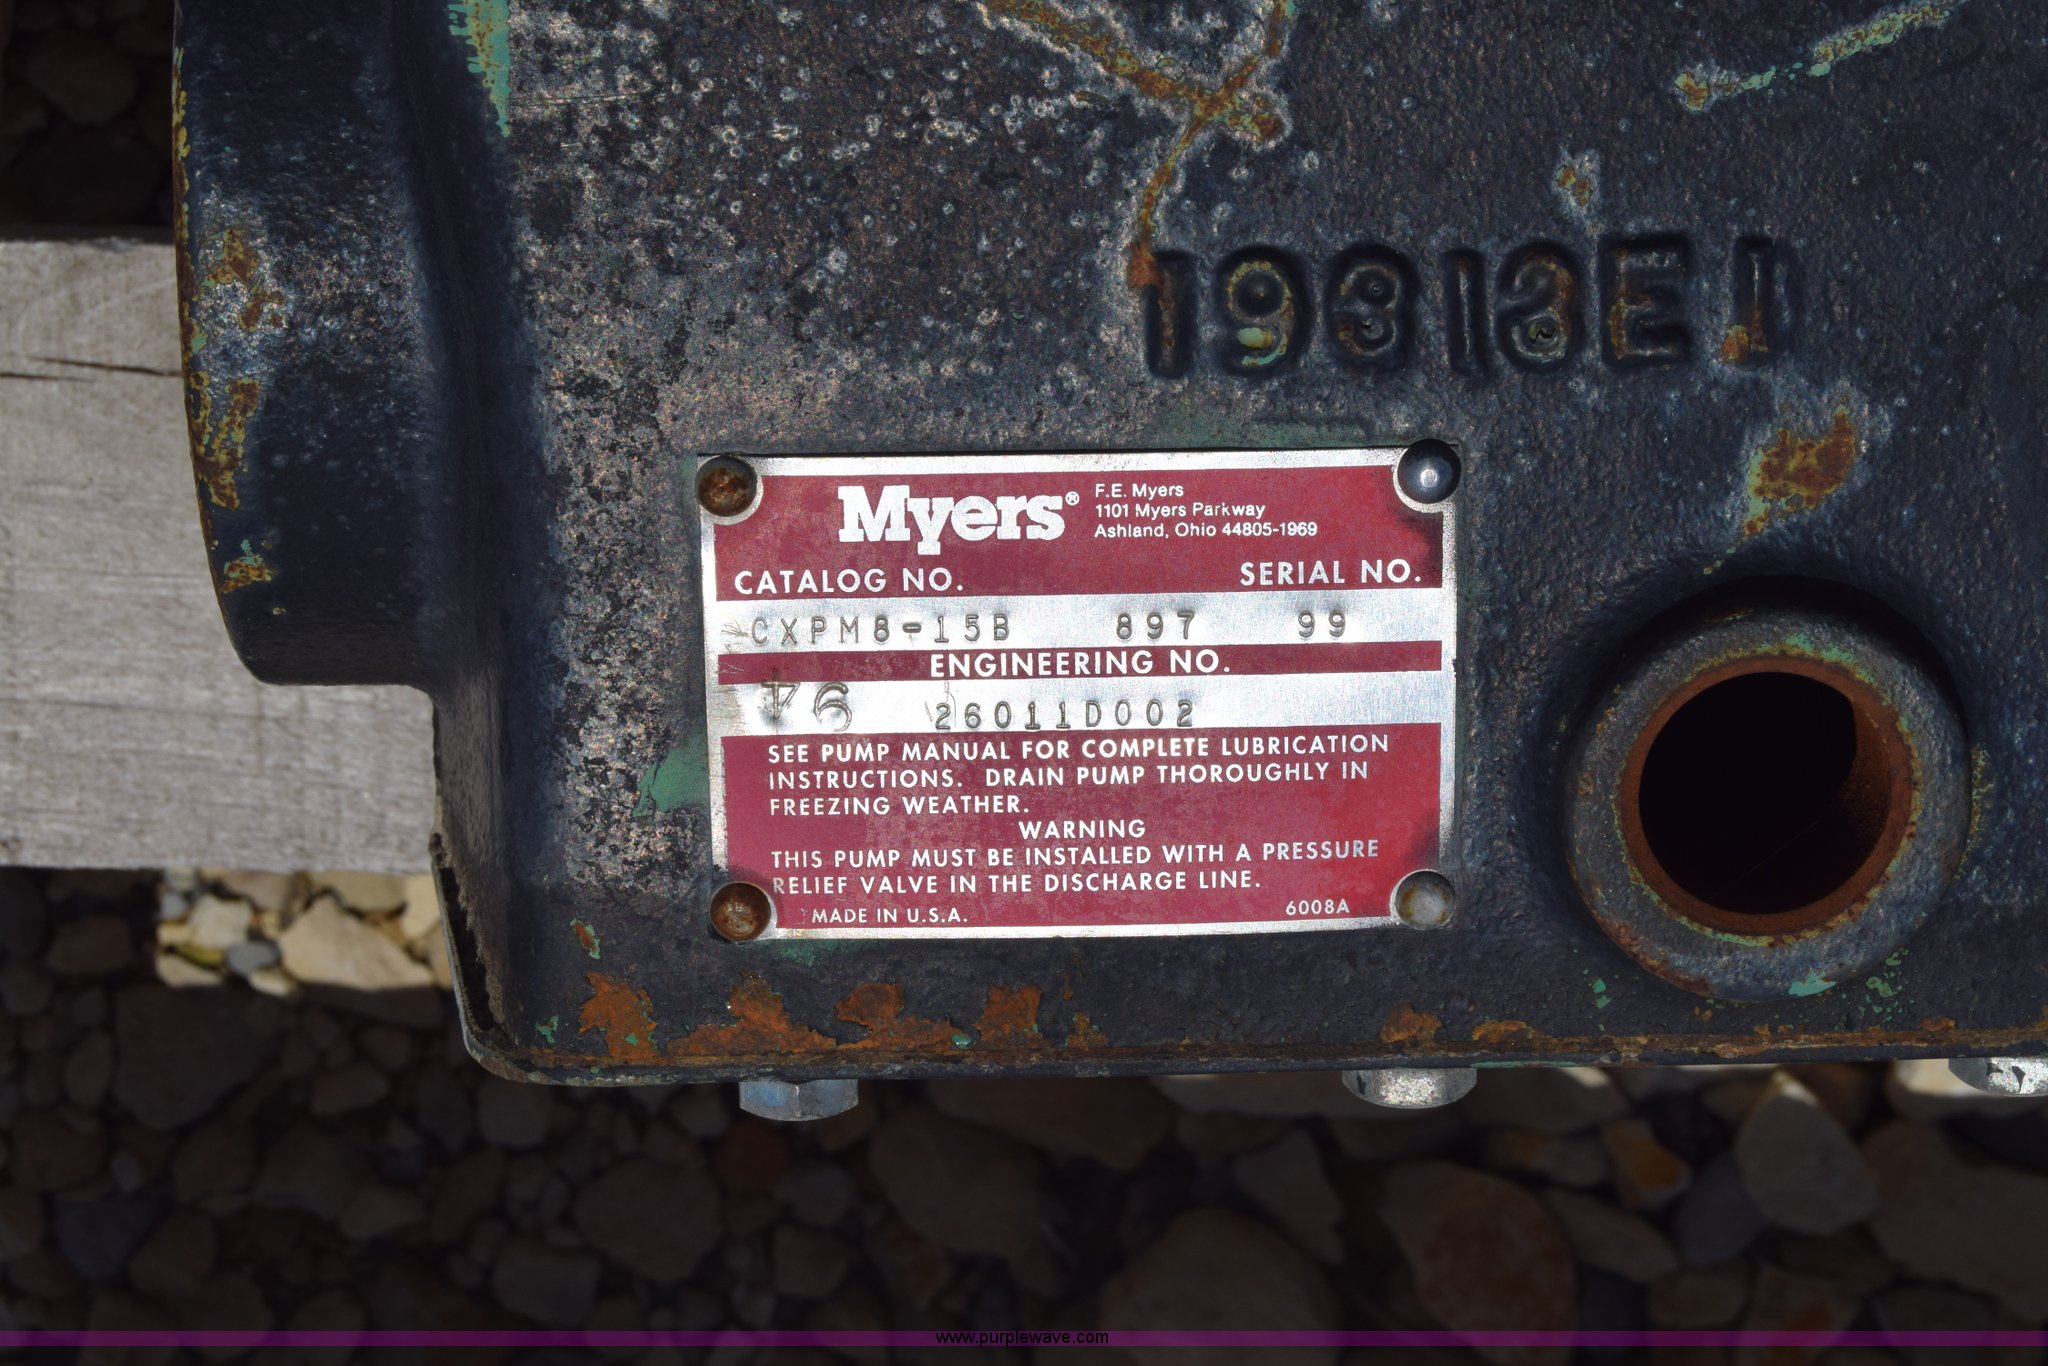 19313E1
Myers®
F.E. Myers
1101 Myers Parkway
Ashland, Ohio 44805-1969
CATALOG NO. SERIAL NO.
CXPM8-15B 897 99
ENGINEERING NO.
26011D002
SEE PUMP MANUAL FOR COMPLETE LUBRICATION
INSTRUCTIONS. DRAIN PUMP THOROUGHLY IN
FREEZING WEATHER.
WARNING
THIS PUMP MUST BE INSTALLED WITH A PRESSURE
RELIEF VALVE IN THE DISCHARGE LINE.
MADE IN U.S.A. 6008A
www.purplewave.com